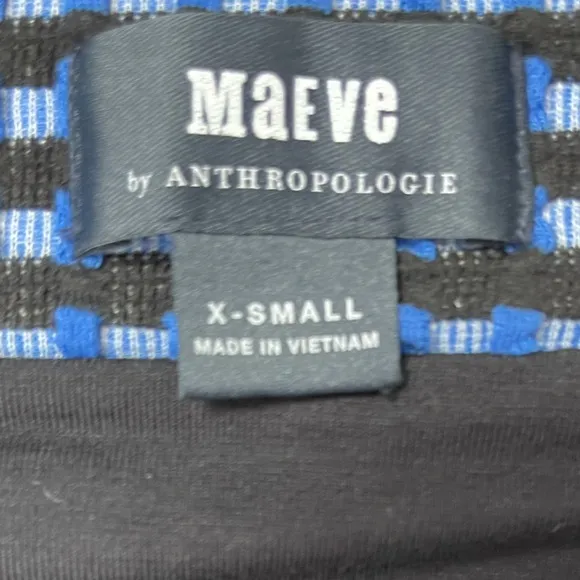 MaEVe
by ANTHROPOLOGIE
X-SMALL
MADE IN VIETNAM